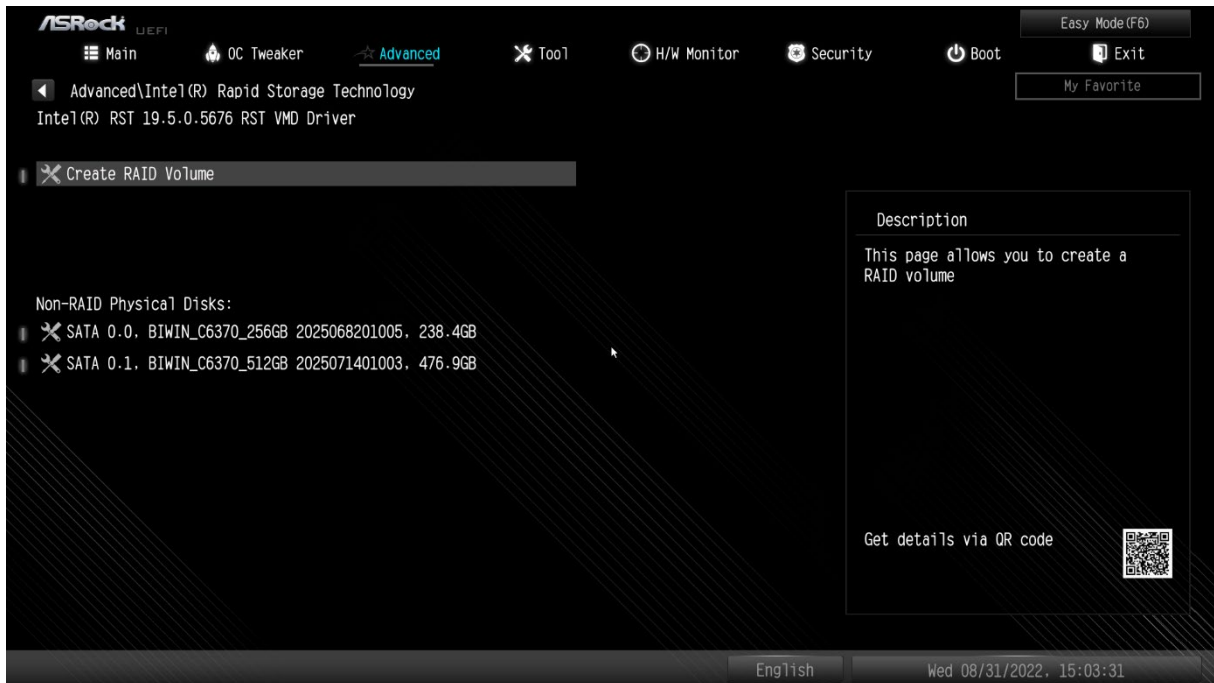 ASRock UEFI
Easy Mode(F6)
Main OC Tweaker Advanced Tool H/W Monitor Security Boot Exit
Advanced\Intel(R) Rapid Storage Technology
My Favorite
Intel(R) RST 19.5.0.5676 RST VMD Driver
Create RAID Volume
Description
This page allows you to create a
RAID volume
Non-RAID Physical Disks:
SATA 0.0, BIWIN_C6370_256GB 2025068201005, 238.4GB
SATA 0.1, BIWIN_C6370_512GB 2025071401003, 476.9GB
Get details via QR code
English
Wed 08/31/2022, 15:03:31